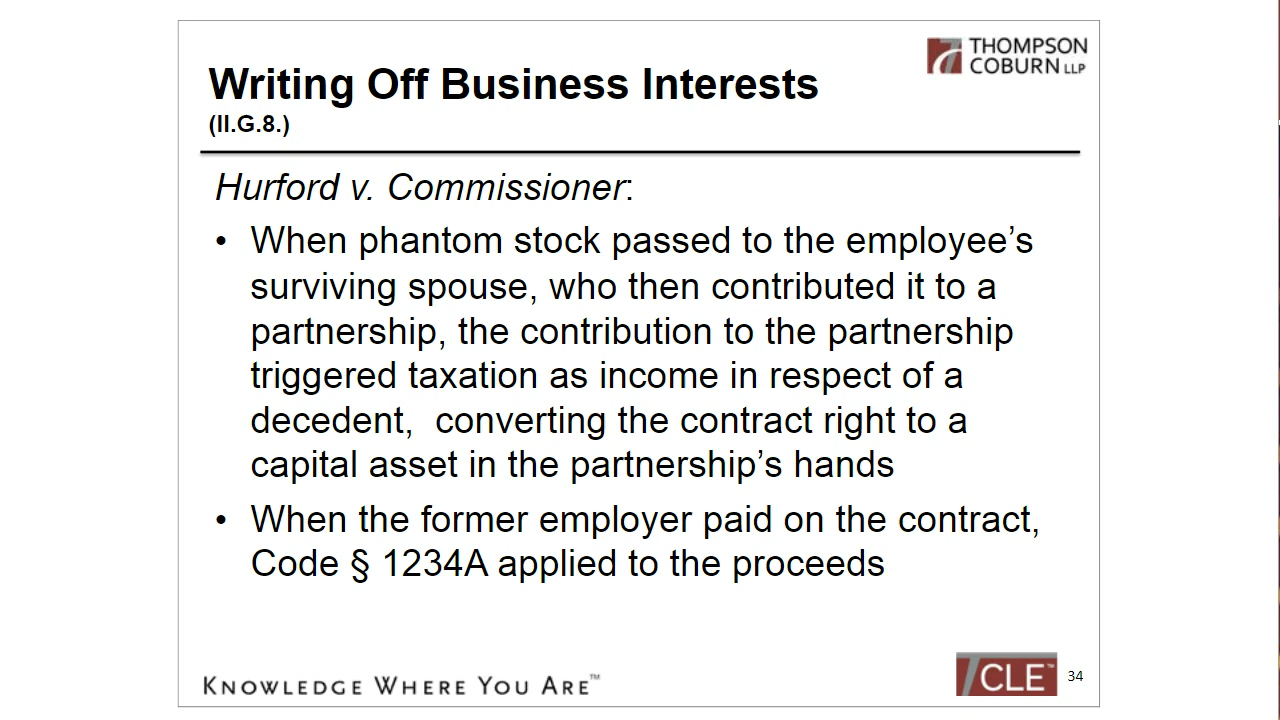 THOMPSON
COBURN LLP
Writing Off Business Interests
(II.G.8.)
Hurford v. Commissioner:
• When phantom stock passed to the employee’s
surviving spouse, who then contributed it to a
partnership, the contribution to the partnership
triggered taxation as income in respect of a
decedent,  converting the contract right to a
capital asset in the partnership’s hands
• When the former employer paid on the contract,
Code § 1234A applied to the proceeds
KNOWLEDGE WHERE YOU ARE™
TCLE™
34